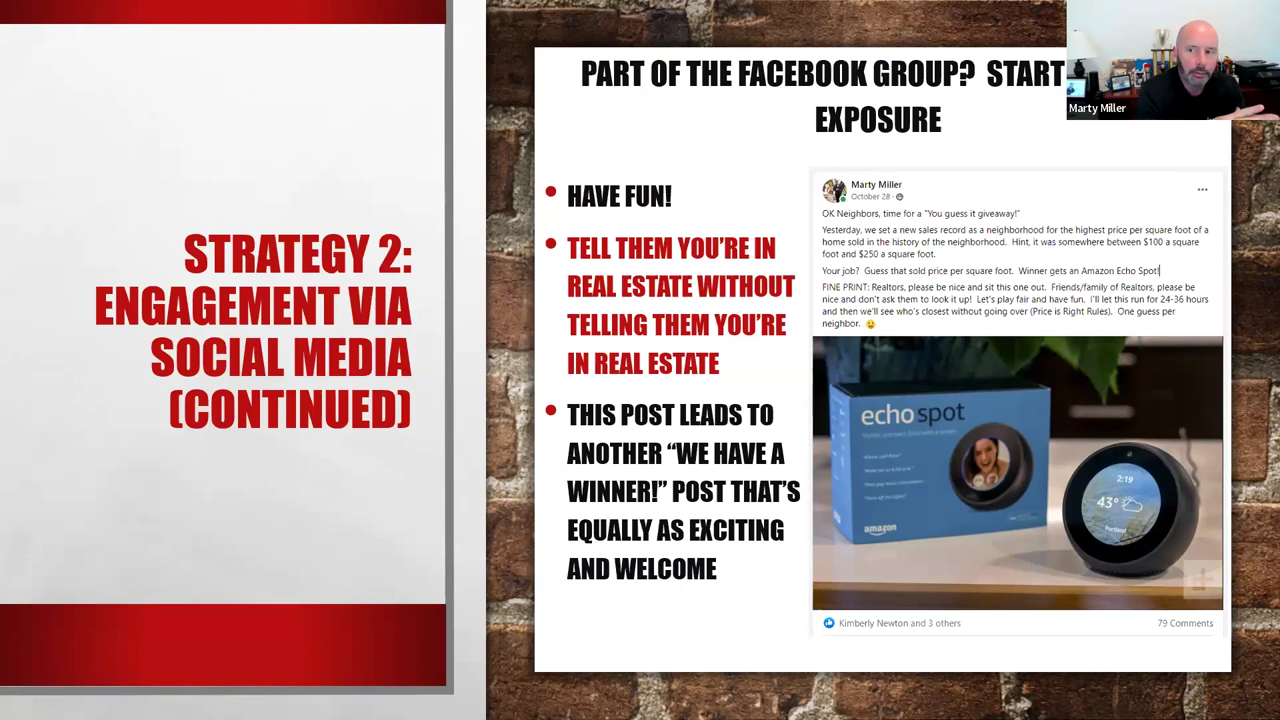 STRATEGY 2:
ENGAGEMENT VIA
SOCIAL MEDIA
(CONTINUED)
PART OF THE FACEBOOK GROUP? START
EXPOSURE
• HAVE FUN!
• TELL THEM YOU'RE IN
REAL ESTATE WITHOUT
TELLING THEM YOU'RE
IN REAL ESTATE
• THIS POST LEADS TO
ANOTHER “WE HAVE A
WINNER!” POST THAT'S
EQUALLY AS EXCITING
AND WELCOME
Marty Miller
Marty Miller
October 28 ·
OK Neighbors, time for a "You guess it giveaway!"
Yesterday, we set a new sales record as a neighborhood for the highest price per square foot of a
home sold in the history of the neighborhood. Hint, it was somewhere between $100 a square
foot and $250 a square foot.
Your job? Guess that sold price per square foot. Winner gets an Amazon Echo Spot!
FINE PRINT: Realtors, please be nice and sit this one out. Friends/family of Realtors, please be
nice and don't ask them to look it up! Let's play fair and have fun. I'll let this run for 24-36 hours
and then we'll see who's closest without going over (Price is Right Rules). One guess per
neighbor.
echo spot
amazon
2:19
43°
Portland
Kimberly Newton and 3 others
79 Comments